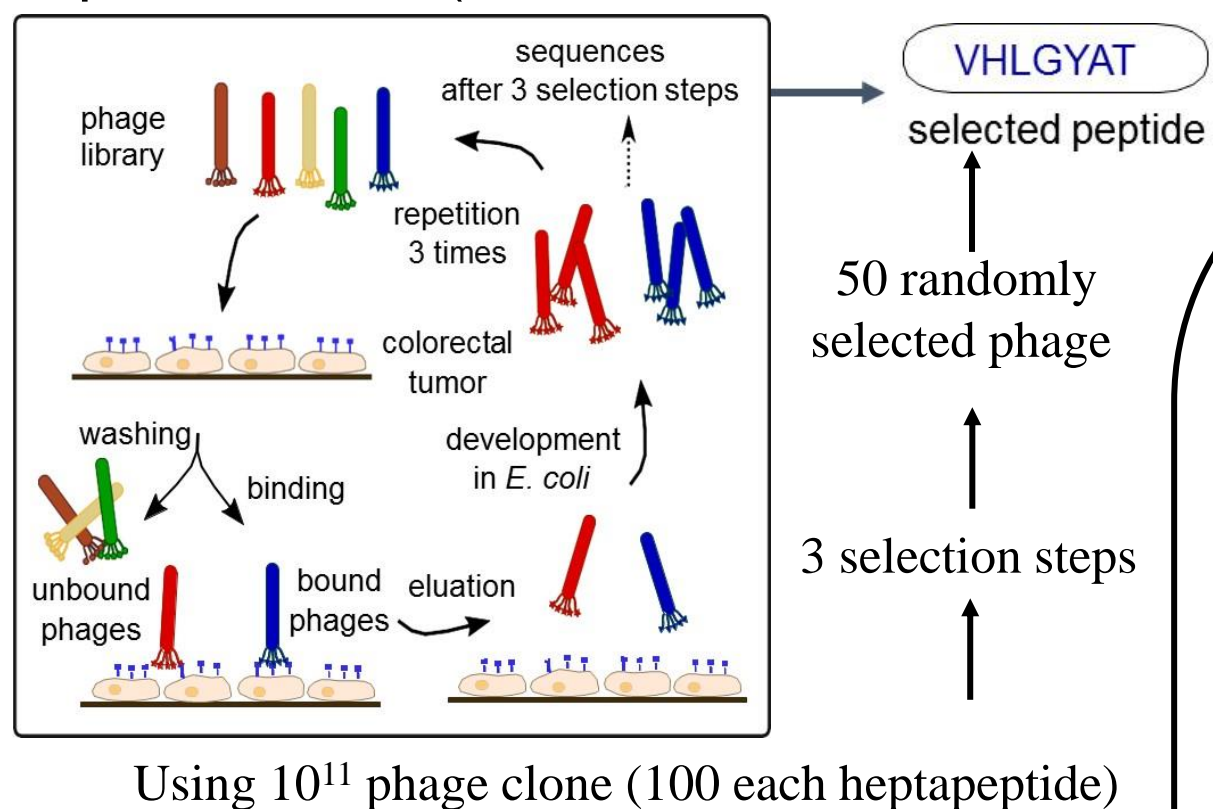 sequences
after 3 selection steps
phage
library
repetition
3 times
colorectal
tumor
washing
binding
development
in E. coli
unbound
phages
bound
phages
eluation
VHLGYAT
selected peptide
50 randomly
selected phage
3 selection steps
Using 10¹¹ phage clone (100 each heptapeptide)